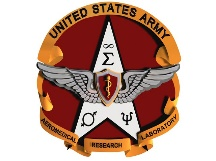 UNITED STATES ARMY
∞
Σ
♂ Ψ
AEROMEDICAL RESEARCH LABORATORY